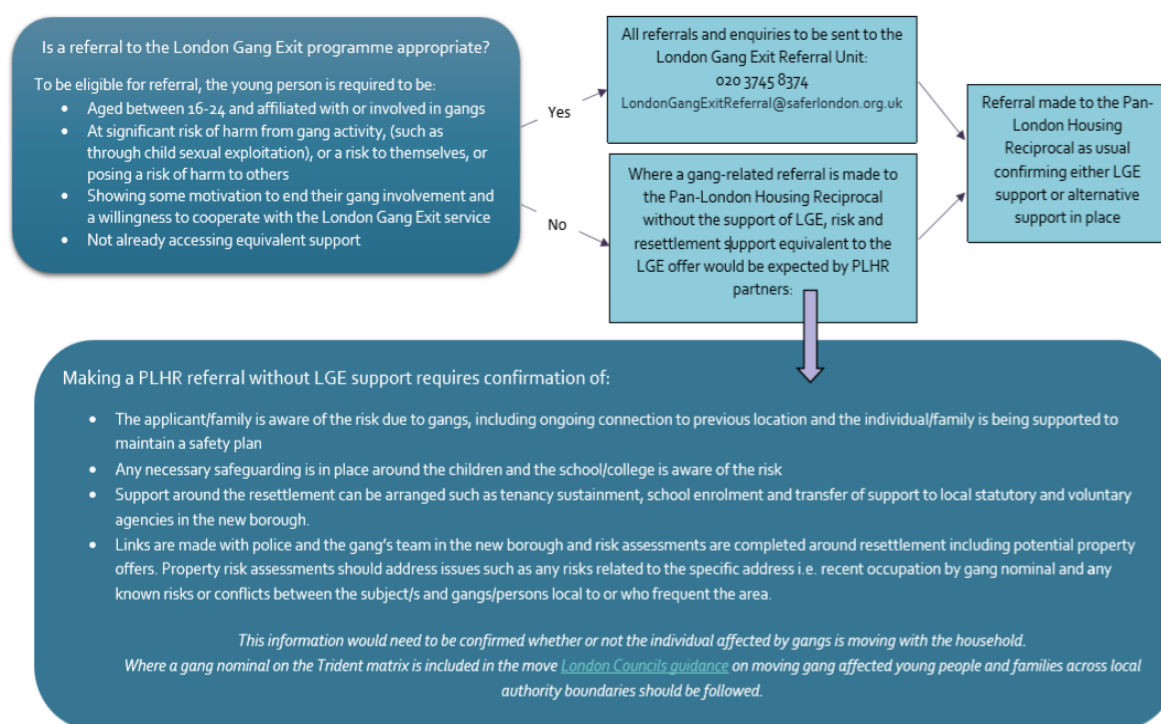 Is a referral to the London Gang Exit programme appropriate?
To be eligible for referral, the young person is required to be:
• Aged between 16-24 and affiliated with or involved in gangs
• At significant risk of harm from gang activity, (such as
through child sexual exploitation), or a risk to themselves, or
posing a risk of harm to others
• Showing some motivation to end their gang involvement and
a willingness to cooperate with the London Gang Exit service
• Not already accessing equivalent support
Yes
No
All referrals and enquiries to be sent to the
London Gang Exit Referral Unit:
020 3745 8374
LondonGangExitReferral@saferlondon.org.uk
Where a gang-related referral is made to
the Pan-London Housing Reciprocal
without the support of LGE, risk and
resettlement support equivalent to the
LGE offer would be expected by PLHR
partners:
Referral made to the Pan-
London Housing
Reciprocal as usual
confirming either LGE
support or alternative
support in place
Making a PLHR referral without LGE support requires confirmation of:
• The applicant/family is aware of the risk due to gangs, including ongoing connection to previous location and the individual/family is being supported to
maintain a safety plan
• Any necessary safeguarding is in place around the children and the school/college is aware of the risk
• Support around the resettlement can be arranged such as tenancy sustainment, school enrolment and transfer of support to local statutory and voluntary
agencies in the new borough.
• Links are made with police and the gang's team in the new borough and risk assessments are completed around resettlement including potential property
offers. Property risk assessments should address issues such as any risks related to the specific address i.e. recent occupation by gang nominal and any
known risks or conflicts between the subject/s and gangs/persons local to or who frequent the area.
This information would need to be confirmed whether or not the individual affected by gangs is moving with the household.
Where a gang nominal on the Trident matrix is included in the move London Councils guidance on moving gang affected young people and families across local
authority boundaries should be followed.